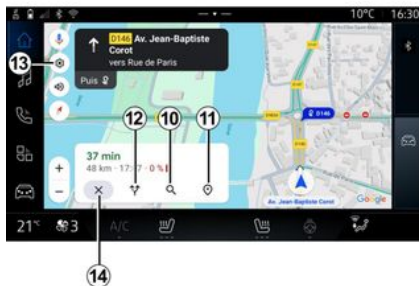 10°C 16:30
D146 Av. Jean-Baptiste
Corot
vers Rue de Paris
Puis
13
12 10 11
D146
37 min
48 km · 17:07 · 0 %
Av. Jean-Baptiste Corot
Google
21°C 3 A/C
14